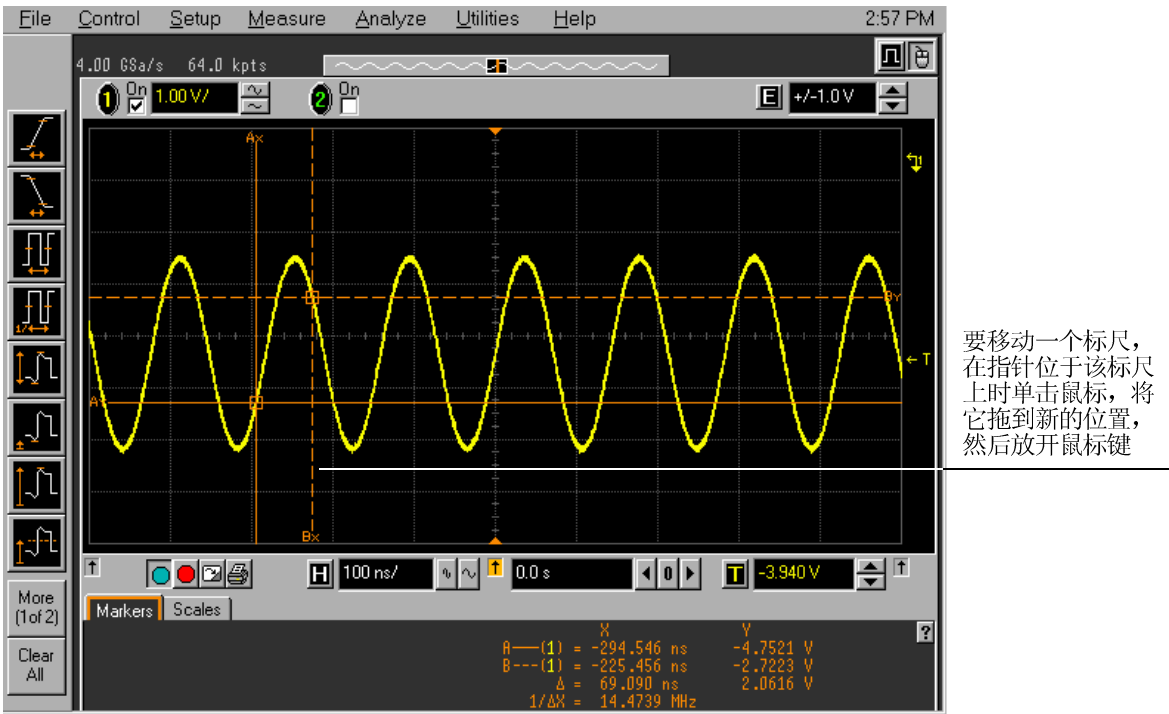 File Control Setup Measure Analyze Utilities Help 2:57 PM
4.00 GSa/s 64.0 kpts
1 On 1.00 V/ 2 On E +/-1.0 V
Ax
1
By
要移动一个标尺，
在指针位于该标尺
上时单击鼠标，将
它拖到新的位置，
然后放开鼠标键
T
1/
Bx
H 100 ns/ 0.0 s 0 T -3.940 V
More
(1of 2)
Clear
All
Markers Scales ?
X Y
A──(1) = -294.546 ns -4.7521 V
B---(1) = -225.456 ns -2.7223 V
Δ = 69.090 ns 2.0616 V
1/ΔX = 14.4739 MHz